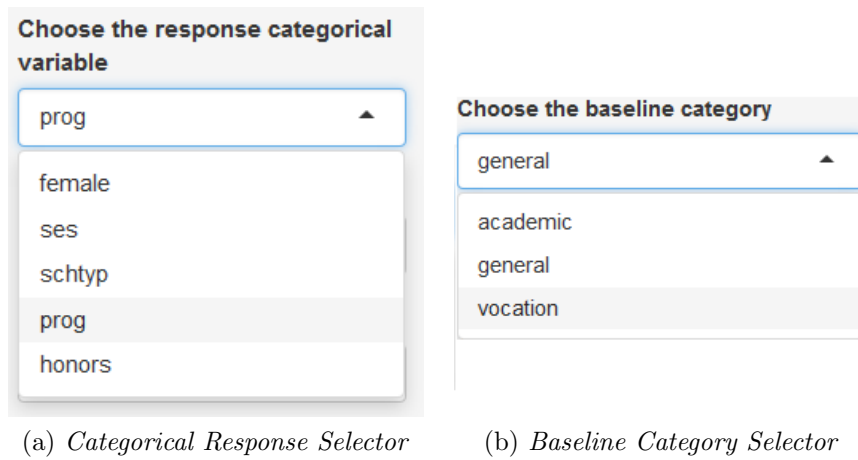 Choose the response categorical
variable
prog
female
ses
schtyp
prog
honors
(a) Categorical Response Selector
Choose the baseline category
general
academic
general
vocation
(b) Baseline Category Selector